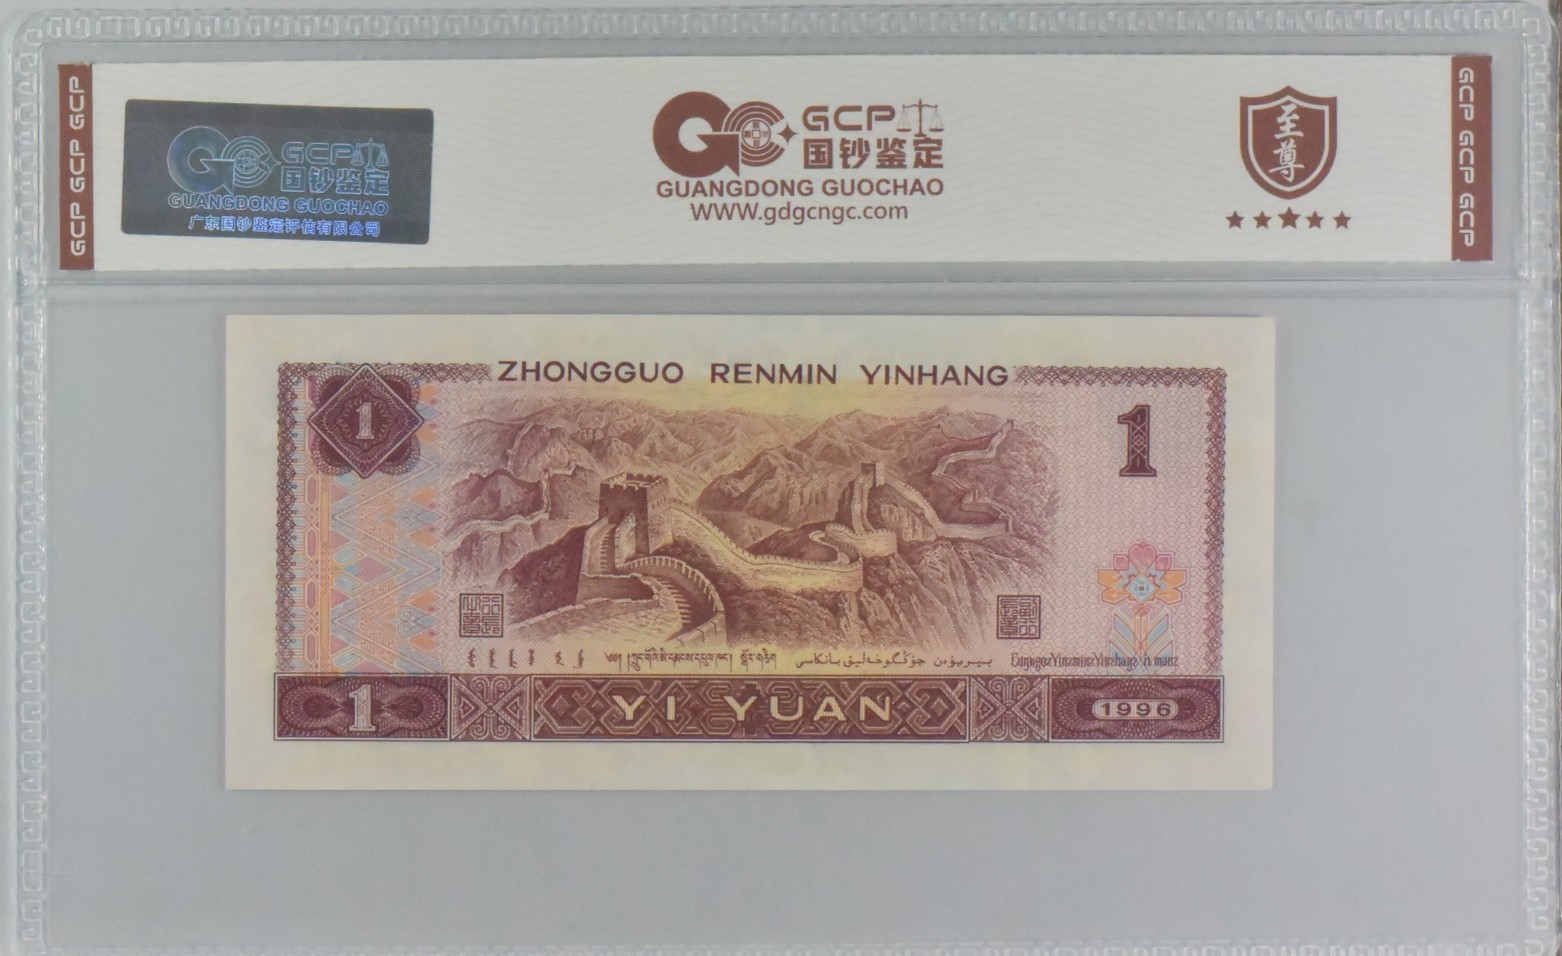 GCP GCP GCP
GCP
国钞鉴定
GUANGDONG GUOCHAO
广东国钞鉴定评估有限公司
GCP
国钞鉴定
GUANGDONG GUOCHAO
WWW.gdgcngc.com
至尊
GCP GCP GCP
ZHONGGUO RENMIN YINHANG
1
1
1
YI YUAN
1996